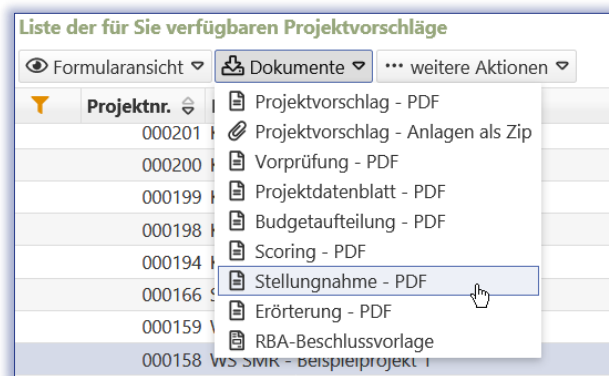 Liste der für Sie verfügbaren Projektvorschläge
Formularansicht Dokumente ··· weitere Aktionen
Projektnr.
Projektvorschlag - PDF
000201
Projektvorschlag - Anlagen als Zip
000200
Vorprüfung - PDF
000199
Projektdatenblatt - PDF
000198
Budgetaufteilung - PDF
000194
Scoring - PDF
000166
Stellungnahme - PDF
000159
Erörterung - PDF
RBA-Beschlussvorlage
000158 WS SMR - Beispielprojekt 1